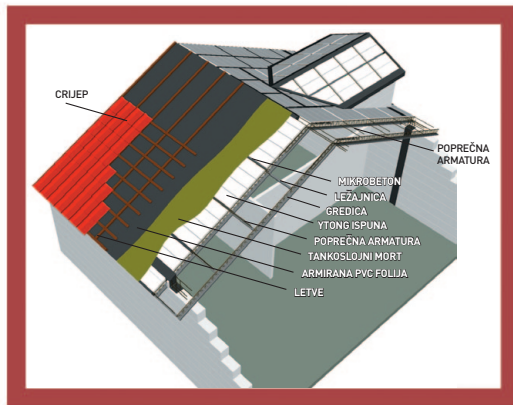 CRIJEP
POPREČNA
ARMATURA
MIKROBETON
LEŽAJNICA
GREDICA
YTONG ISPUNA
POPREČNA ARMATURA
TANKOSLOJNI MORT
ARMIRANA PVC FOLIJA
LETVE